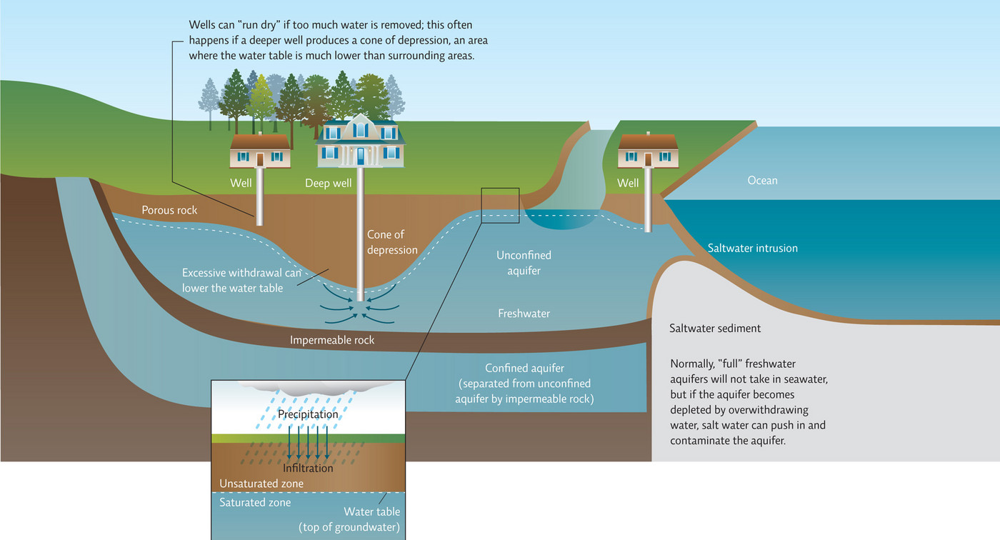 Wells can “run dry” if too much water is removed; this often
happens if a deeper well produces a cone of depression, an area
where the water table is much lower than surrounding areas.
Well
Deep well
Well
Ocean
Porous rock
Cone of
depression
Saltwater intrusion
Unconfined
aquifer
Excessive withdrawal can
lower the water table
Freshwater
Impermeable rock
Saltwater sediment
Confined aquifer
(separated from unconfined
aquifer by impermeable rock)
Normally, “full” freshwater
aquifers will not take in seawater,
but if the aquifer becomes
depleted by overwithdrawing
water, salt water can push in and
contaminate the aquifer.
Precipitation
Infiltration
Unsaturated zone
Saturated zone
Water table
(top of groundwater)